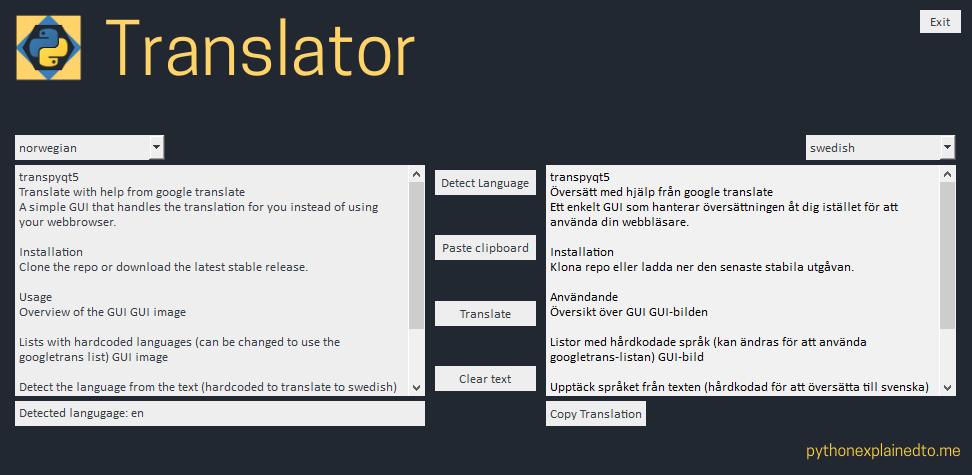 Translator
Exit
norwegian
swedish
transpyqt5
Translate with help from google translate
A simple GUI that handles the translation for you instead of using
your webbrowser.
Installation
Clone the repo or download the latest stable release.
Usage
Overview of the GUI GUI image
Lists with hardcoded languages (can be changed to use the
googletrans list) GUI image
Detect the language from the text (hardcoded to translate to swedish)
Detected langugage: en
Detect Language
Paste clipboard
Translate
Clear text
transpyqt5
Översätt med hjälp från google translate
Ett enkelt GUI som hanterar översättningen åt dig istället för att
använda din webbläsare.
Installation
Klona repo eller ladda ner den senaste stabila utgåvan.
Användande
Översikt över GUI GUI-bilden
Listor med hårdkodade språk (kan ändras för att använda
googletrans-listan) GUI-bild
Upptäck språket från texten (hårdkodad för att översätta till svenska)
Copy Translation
pythonexplainedto.me